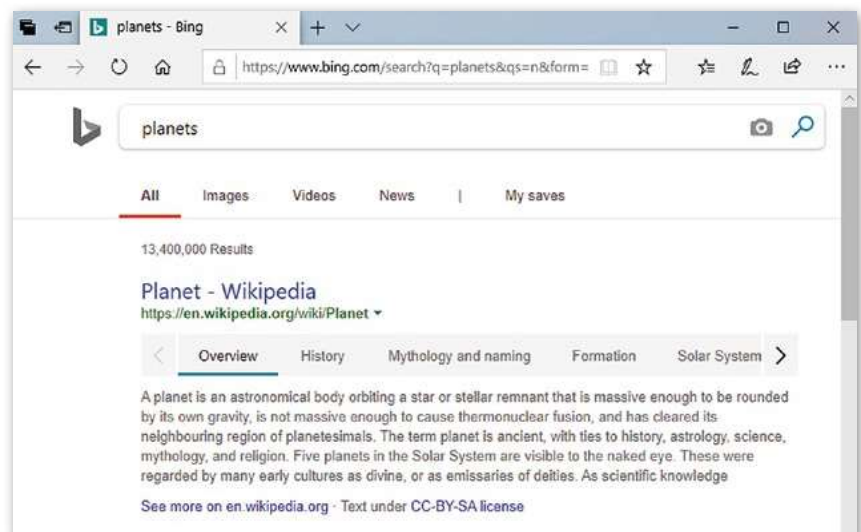 planets - Bing
https://www.bing.com/search?q=planets&qs=n&form=
planets
All Images Videos News | My saves
13,400,000 Results
Planet - Wikipedia
https://en.wikipedia.org/wiki/Planet
Overview History Mythology and naming Formation Solar System
A planet is an astronomical body orbiting a star or stellar remnant that is massive enough to be rounded
by its own gravity, is not massive enough to cause thermonuclear fusion, and has cleared its
neighbouring region of planetesimals. The term planet is ancient, with ties to history, astrology, science,
mythology, and religion. Five planets in the Solar System are visible to the naked eye. These were
regarded by many early cultures as divine, or as emissaries of deities. As scientific knowledge
See more on en.wikipedia.org · Text under CC-BY-SA license